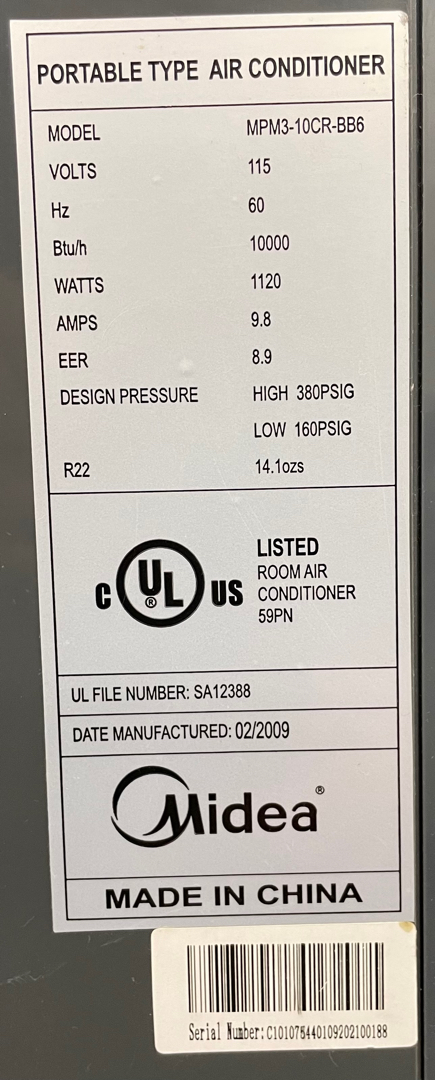 PORTABLE TYPE AIR CONDITIONER
MODEL MPM3-10CR-BB6
VOLTS 115
Hz 60
Btu/h 10000
WATTS 1120
AMPS 9.8
EER 8.9
DESIGN PRESSURE HIGH 380PSIG
LOW 160PSIG
R22 14.1ozs
C UL® US
LISTED
ROOM AIR
CONDITIONER
59PN
UL FILE NUMBER: SA12388
DATE MANUFACTURED: 02/2009
Midea®
MADE IN CHINA
Serial Number:C101075440109202100188